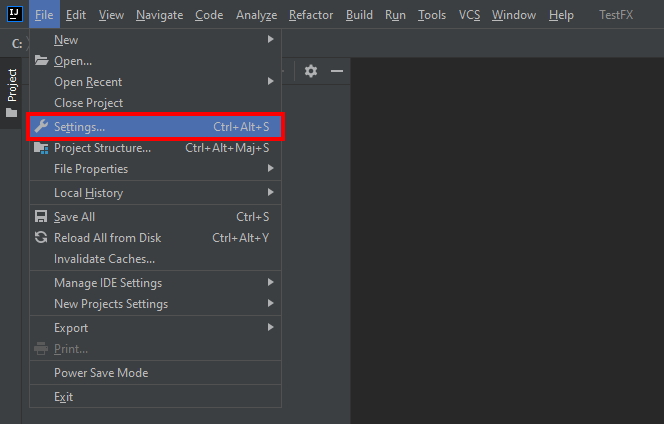 IJ File Edit View Navigate Code Analyze Refactor Build Run Tools VCS Window Help TestFX
C:
Project
New
Open...
Open Recent
Close Project
Settings... Ctrl+Alt+S
Project Structure... Ctrl+Alt+Maj+S
File Properties
Local History
Save All Ctrl+S
Reload All from Disk Ctrl+Alt+Y
Invalidate Caches...
Manage IDE Settings
New Projects Settings
Export
Print...
Power Save Mode
Exit